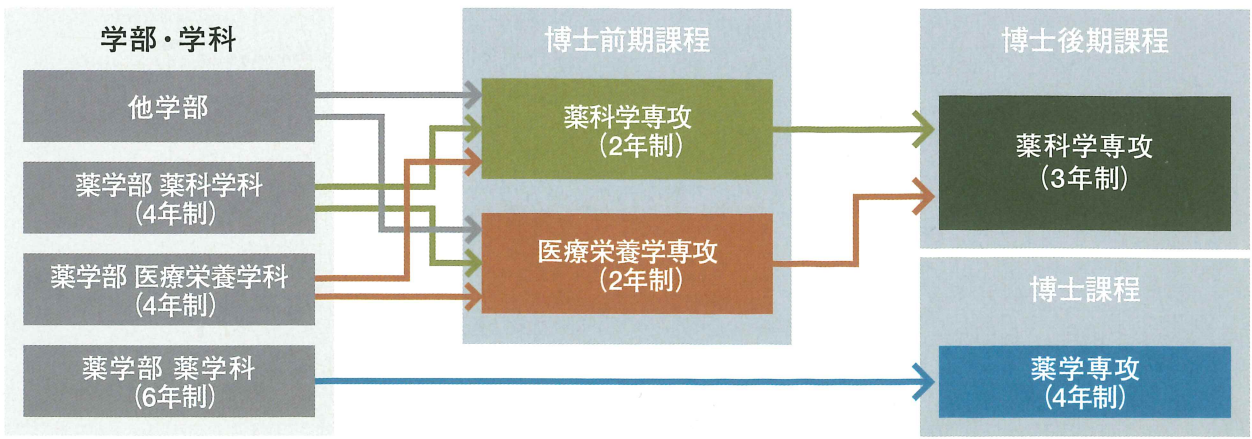 学部・学科
他学部
薬学部 薬科学科
(4年制)
薬学部 医療栄養学科
(4年制)
薬学部 薬学科
(6年制)
博士前期課程
薬科学専攻
(2年制)
医療栄養学専攻
(2年制)
博士後期課程
薬科学専攻
(3年制)
博士課程
薬学専攻
(4年制)